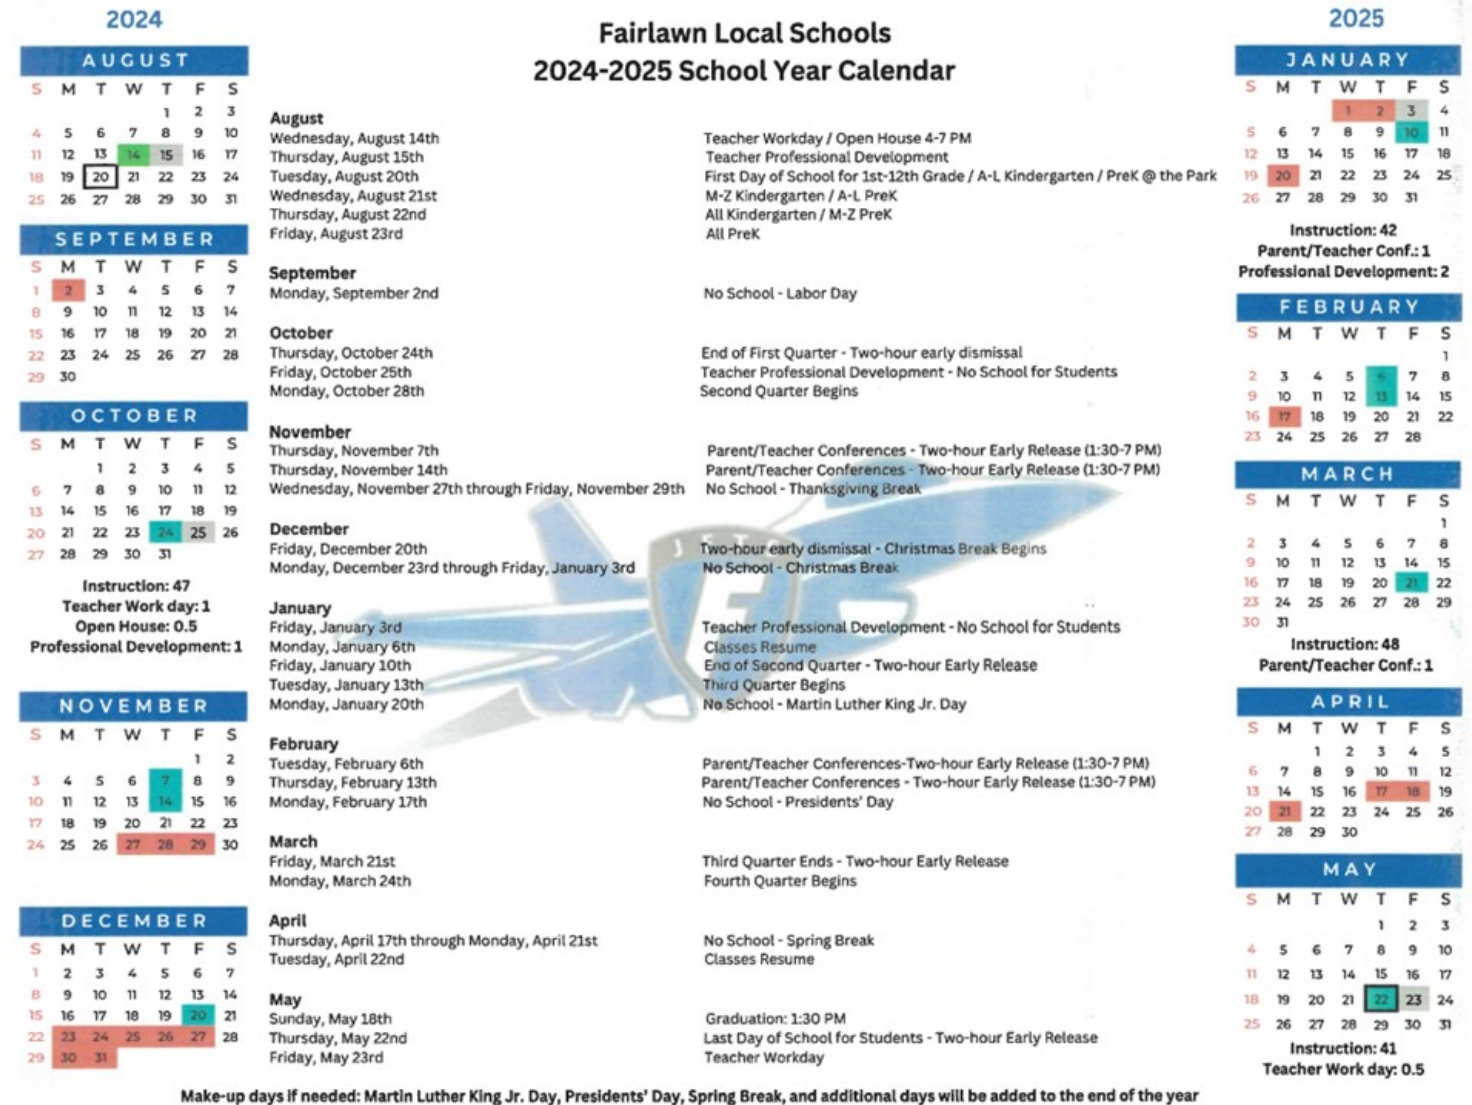 2024
AUGUST
S M T W T F S
1 2 3
4 5 6 7 8 9 10
11 12 13 14 15 16 17
18 19 20 21 22 23 24
25 26 27 28 29 30 31
SEPTEMBER
S M T W T F S
1 2 3 4 5 6 7
8 9 10 11 12 13 14
15 16 17 18 19 20 21
22 23 24 25 26 27 28
29 30
OCTOBER
S M T W T F S
1 2 3 4 5
6 7 8 9 10 11 12
13 14 15 16 17 18 19
20 21 22 23 24 25 26
27 28 29 30 31
Instruction: 47
Teacher Work day: 1
Open House: 0.5
Professional Development: 1
NOVEMBER
S M T W T F S
1 2
3 4 5 6 7 8 9
10 11 12 13 14 15 16
17 18 19 20 21 22 23
24 25 26 27 28 29 30
DECEMBER
S M T W T F S
1 2 3 4 5 6 7
8 9 10 11 12 13 14
15 16 17 18 19 20 21
22 23 24 25 26 27 28
29 30 31
Fairlawn Local Schools
2024-2025 School Year Calendar
August
Wednesday, August 14th Teacher Workday / Open House 4-7 PM
Thursday, August 15th Teacher Professional Development
Tuesday, August 20th First Day of School for 1st-12th Grade / A-L Kindergarten / PreK @ the Park
Wednesday, August 21st M-Z Kindergarten / A-L PreK
Thursday, August 22nd All Kindergarten / M-Z PreK
Friday, August 23rd All PreK
September
Monday, September 2nd No School - Labor Day
October
Thursday, October 24th End of First Quarter - Two-hour early dismissal
Friday, October 25th Teacher Professional Development - No School for Students
Monday, October 28th Second Quarter Begins
November
Thursday, November 7th Parent/Teacher Conferences - Two-hour Early Release (1:30-7 PM)
Thursday, November 14th Parent/Teacher Conferences - Two-hour Early Release (1:30-7 PM)
Wednesday, November 27th through Friday, November 29th No School - Thanksgiving Break
December
Friday, December 20th Two-hour early dismissal - Christmas Break Begins
Monday, December 23rd through Friday, January 3rd No School - Christmas Break
January
Friday, January 3rd Teacher Professional Development - No School for Students
Monday, January 6th Classes Resume
Friday, January 10th End of Second Quarter - Two-hour Early Release
Tuesday, January 13th Third Quarter Begins
Monday, January 20th No School - Martin Luther King Jr. Day
February
Tuesday, February 6th Parent/Teacher Conferences-Two-hour Early Release (1:30-7 PM)
Thursday, February 13th Parent/Teacher Conferences - Two-hour Early Release (1:30-7 PM)
Monday, February 17th No School - Presidents' Day
March
Friday, March 21st Third Quarter Ends - Two-hour Early Release
Monday, March 24th Fourth Quarter Begins
April
Thursday, April 17th through Monday, April 21st No School - Spring Break
Tuesday, April 22nd Classes Resume
May
Sunday, May 18th Graduation: 1:30 PM
Thursday, May 22nd Last Day of School for Students - Two-hour Early Release
Friday, May 23rd Teacher Workday
JETS
F
2025
JANUARY
S M T W T F S
1 2 3 4
5 6 7 8 9 10 11
12 13 14 15 16 17 18
19 20 21 22 23 24 25
26 27 28 29 30 31
Instruction: 42
Parent/Teacher Conf.: 1
Professional Development: 2
FEBRUARY
S M T W T F S
1
2 3 4 5 6 7 8
9 10 11 12 13 14 15
16 17 18 19 20 21 22
23 24 25 26 27 28
MARCH
S M T W T F S
1
2 3 4 5 6 7 8
9 10 11 12 13 14 15
16 17 18 19 20 21 22
23 24 25 26 27 28 29
30 31
Instruction: 48
Parent/Teacher Conf.: 1
APRIL
S M T W T F S
1 2 3 4 5
6 7 8 9 10 11 12
13 14 15 16 17 18 19
20 21 22 23 24 25 26
27 28 29 30
MAY
S M T W T F S
1 2 3
4 5 6 7 8 9 10
11 12 13 14 15 16 17
18 19 20 21 22 23 24
25 26 27 28 29 30 31
Instruction: 41
Teacher Work day: 0.5
Make-up days if needed: Martin Luther King Jr. Day, Presidents' Day, Spring Break, and additional days will be added to the end of the year